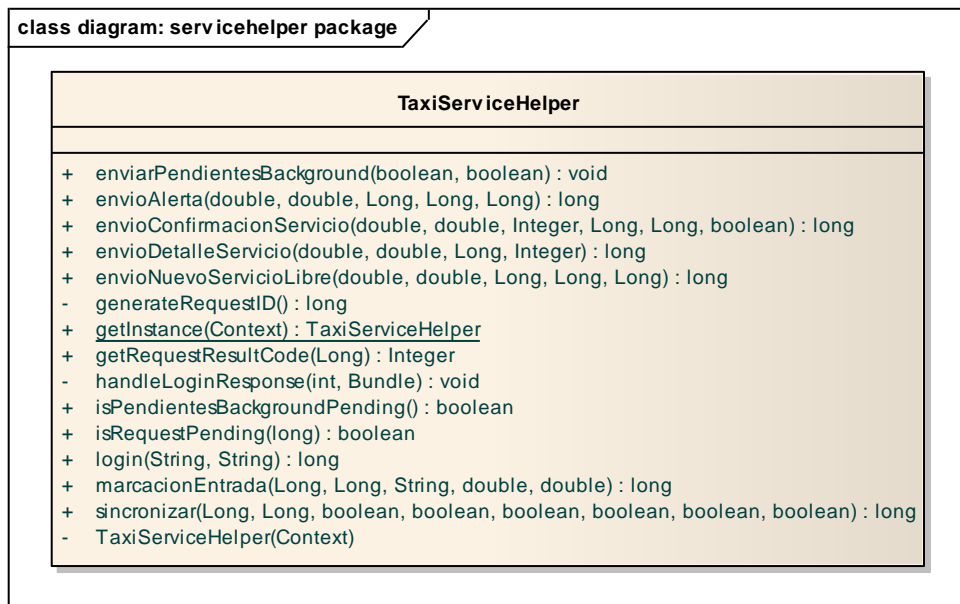 class diagram: servicehelper package
TaxiServiceHelper
+ enviarPendientesBackground(boolean, boolean) : void
+ envioAlerta(double, double, Long, Long, Long) : long
+ envioConfirmacionServicio(double, double, Integer, Long, Long, boolean) : long
+ envioDetalleServicio(double, double, Long, Integer) : long
+ envioNuevoServicioLibre(double, double, Long, Long, Long) : long
- generateRequestID() : long
+ getInstance(Context) : TaxiServiceHelper
+ getRequestResultCode(Long) : Integer
- handleLoginResponse(int, Bundle) : void
+ isPendientesBackgroundPending() : boolean
+ isRequestPending(long) : boolean
+ login(String, String) : long
+ marcacionEntrada(Long, Long, String, double, double) : long
+ sincronizar(Long, Long, boolean, boolean, boolean, boolean, boolean, boolean) : long
- TaxiServiceHelper(Context)